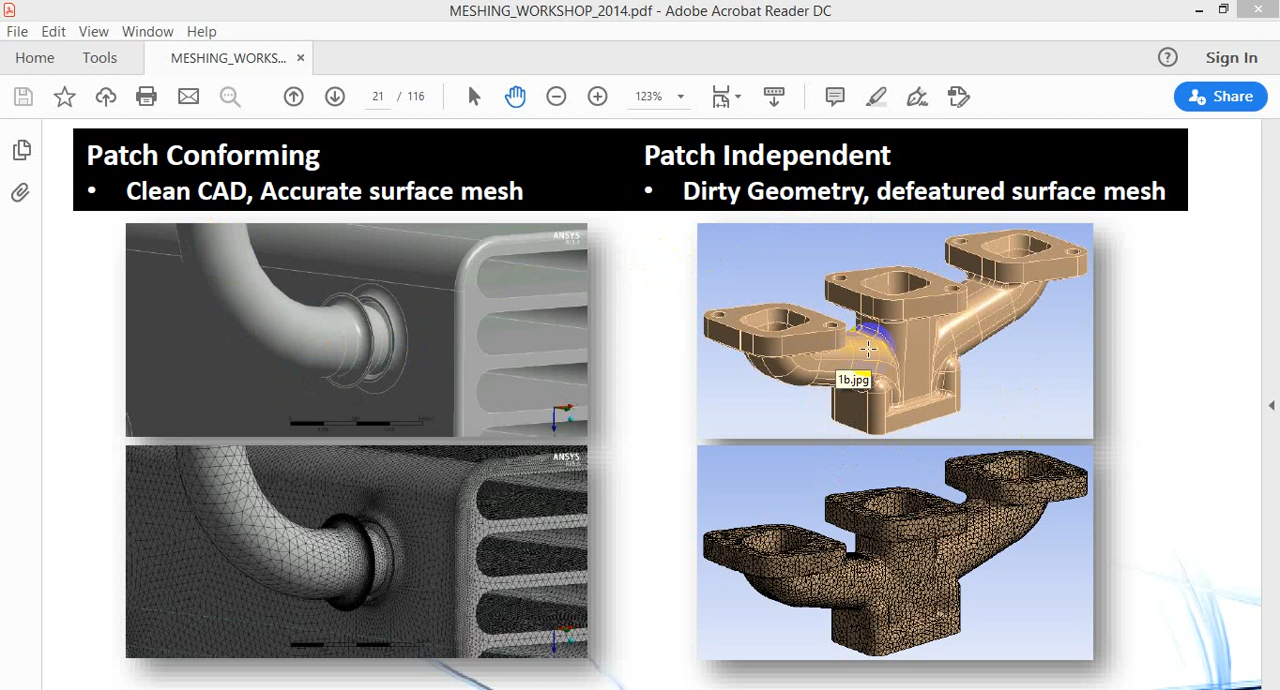 MESHING_WORKSHOP_2014.pdf - Adobe Acrobat Reader DC
File Edit View Window Help
Home Tools MESHING_WORKS... ×
Sign In
21 / 116 123% Share
Patch Conforming
• Clean CAD, Accurate surface mesh
Patch Independent
• Dirty Geometry, defeatured surface mesh
ANSYS
1b.jpg
ANSYS